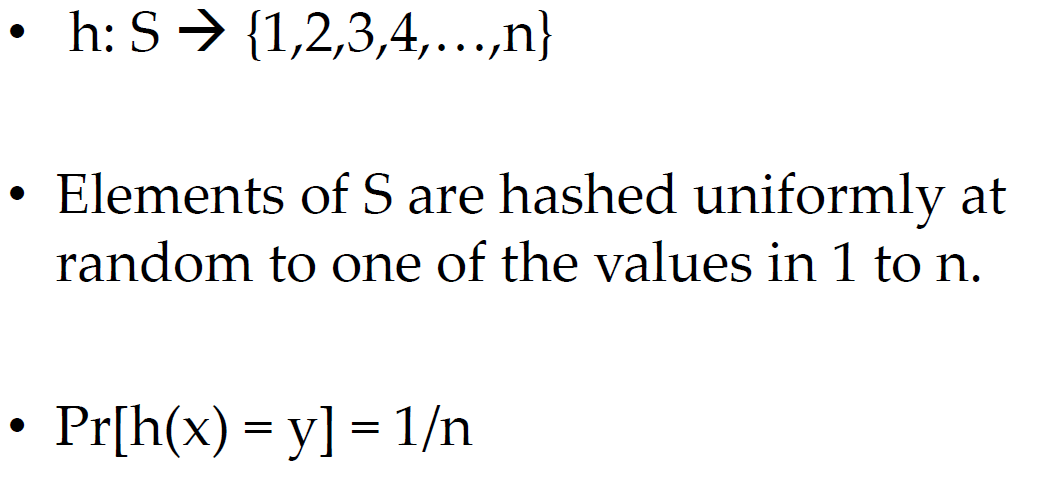 • h: S → {1,2,3,4,…,n}
• Elements of S are hashed uniformly at
random to one of the values in 1 to n.
• Pr[h(x) = y] = 1/n